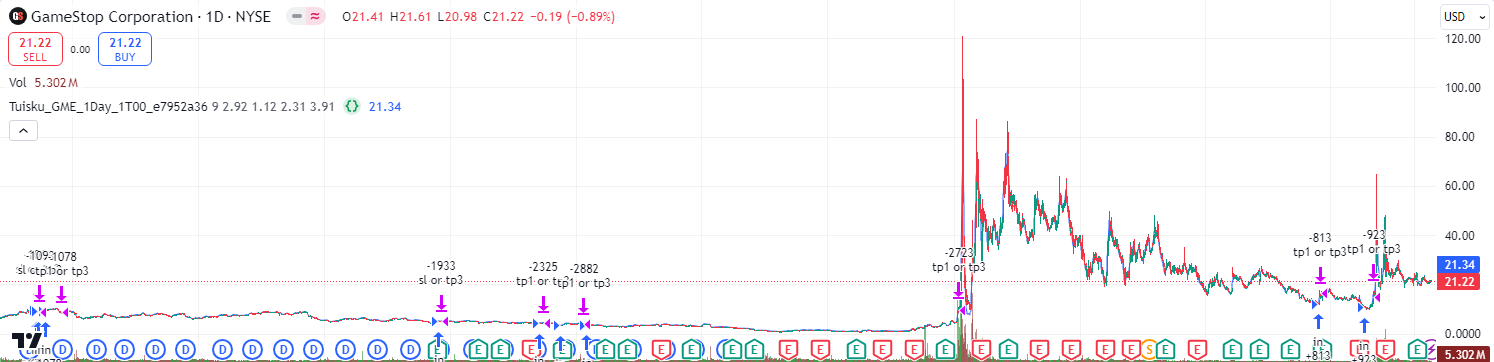 GameStop Corporation · 1D · NYSE O21.41 H21.61 L20.98 C21.22 −0.19 (−0.89%)
USD
21.22 SELL 0.00 21.22 BUY
Vol 5.302M
Tuisku_GME_1Day_1T00_e7952a36 9 2.92 1.12 2.31 3.91 {} 21.34
120.00
100.00
80.00
60.00
40.00
21.34
21.22
0.0000
5.302M
1078
or tp3
-1933
sl or tp3
-2325
tp1 or
-2882
tp1 or tp3
-2723
tp1 or tp3
-813
tp1 or tp3
-923
tp1 or tp3
in
+813
in
D D D D D D D D D D D D
E E E E E E E E E E E E E E E E E E E E E S E E E E E E E E